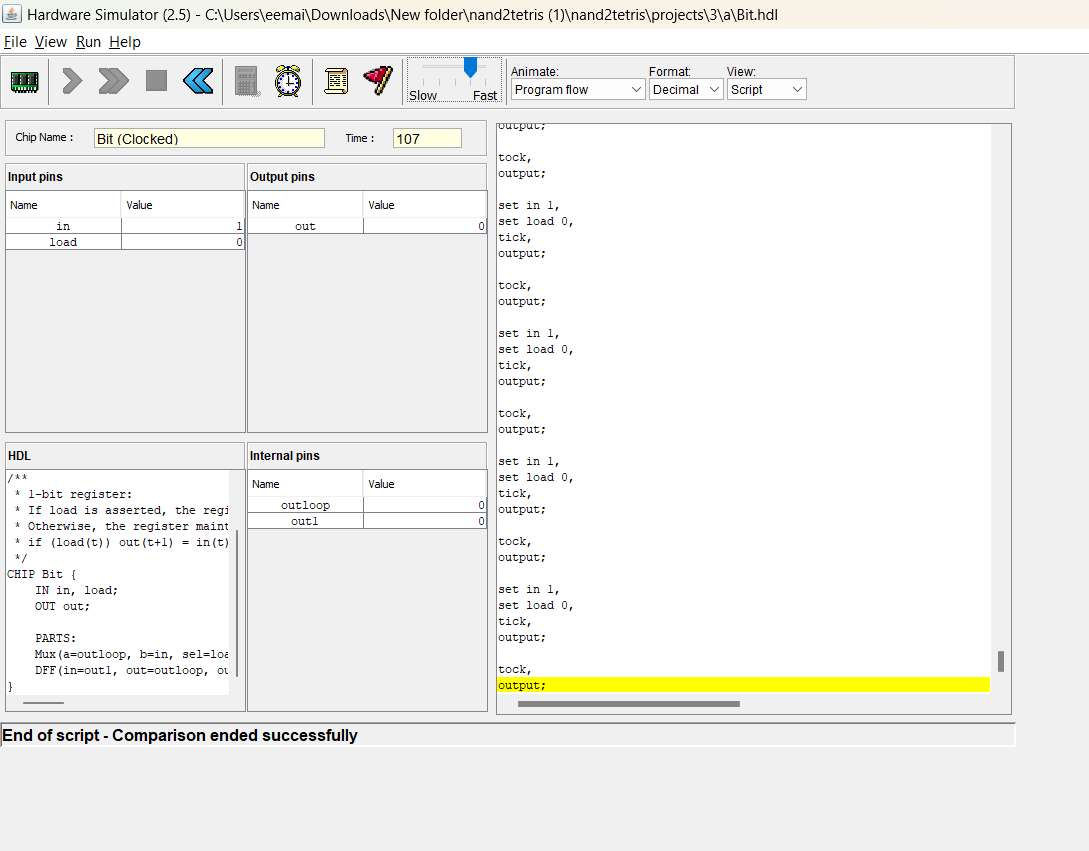 Hardware Simulator (2.5) - C:\Users\eemai\Downloads\New folder\nand2tetris (1)\nand2tetris\projects\3\a\Bit.hdl
File View Run Help
Slow Fast
Animate: Format: View:
Program flow Decimal Script
Chip Name : Bit (Clocked) Time : 107
Input pins
Name Value
in 1
load 0
Output pins
Name Value
out 0
HDL
/**
* 1-bit register:
* If load is asserted, the regi
* Otherwise, the register maint
* if (load(t)) out(t+1) = in(t)
*/
CHIP Bit {
IN in, load;
OUT out;
PARTS:
Mux(a=outloop, b=in, sel=loa
DFF(in=out1, out=outloop, ou
}
Internal pins
Name Value
outloop 0
out1 0
output;
tock,
output;
set in 1,
set load 0,
tick,
output;
tock,
output;
set in 1,
set load 0,
tick,
output;
tock,
output;
set in 1,
set load 0,
tick,
output;
tock,
output;
set in 1,
set load 0,
tick,
output;
tock,
output;
End of script - Comparison ended successfully